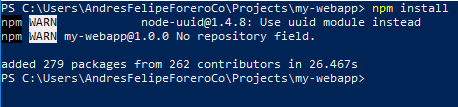 PS C:\Users\AndresFelipeForeroCo\Projects\my-webapp> npm install
npm WARN node-uuid@1.4.8: Use uuid module instead
npm WARN my-webapp@1.0.0 No repository field.
added 279 packages from 262 contributors in 26.467s
PS C:\Users\AndresFelipeForeroCo\Projects\my-webapp>